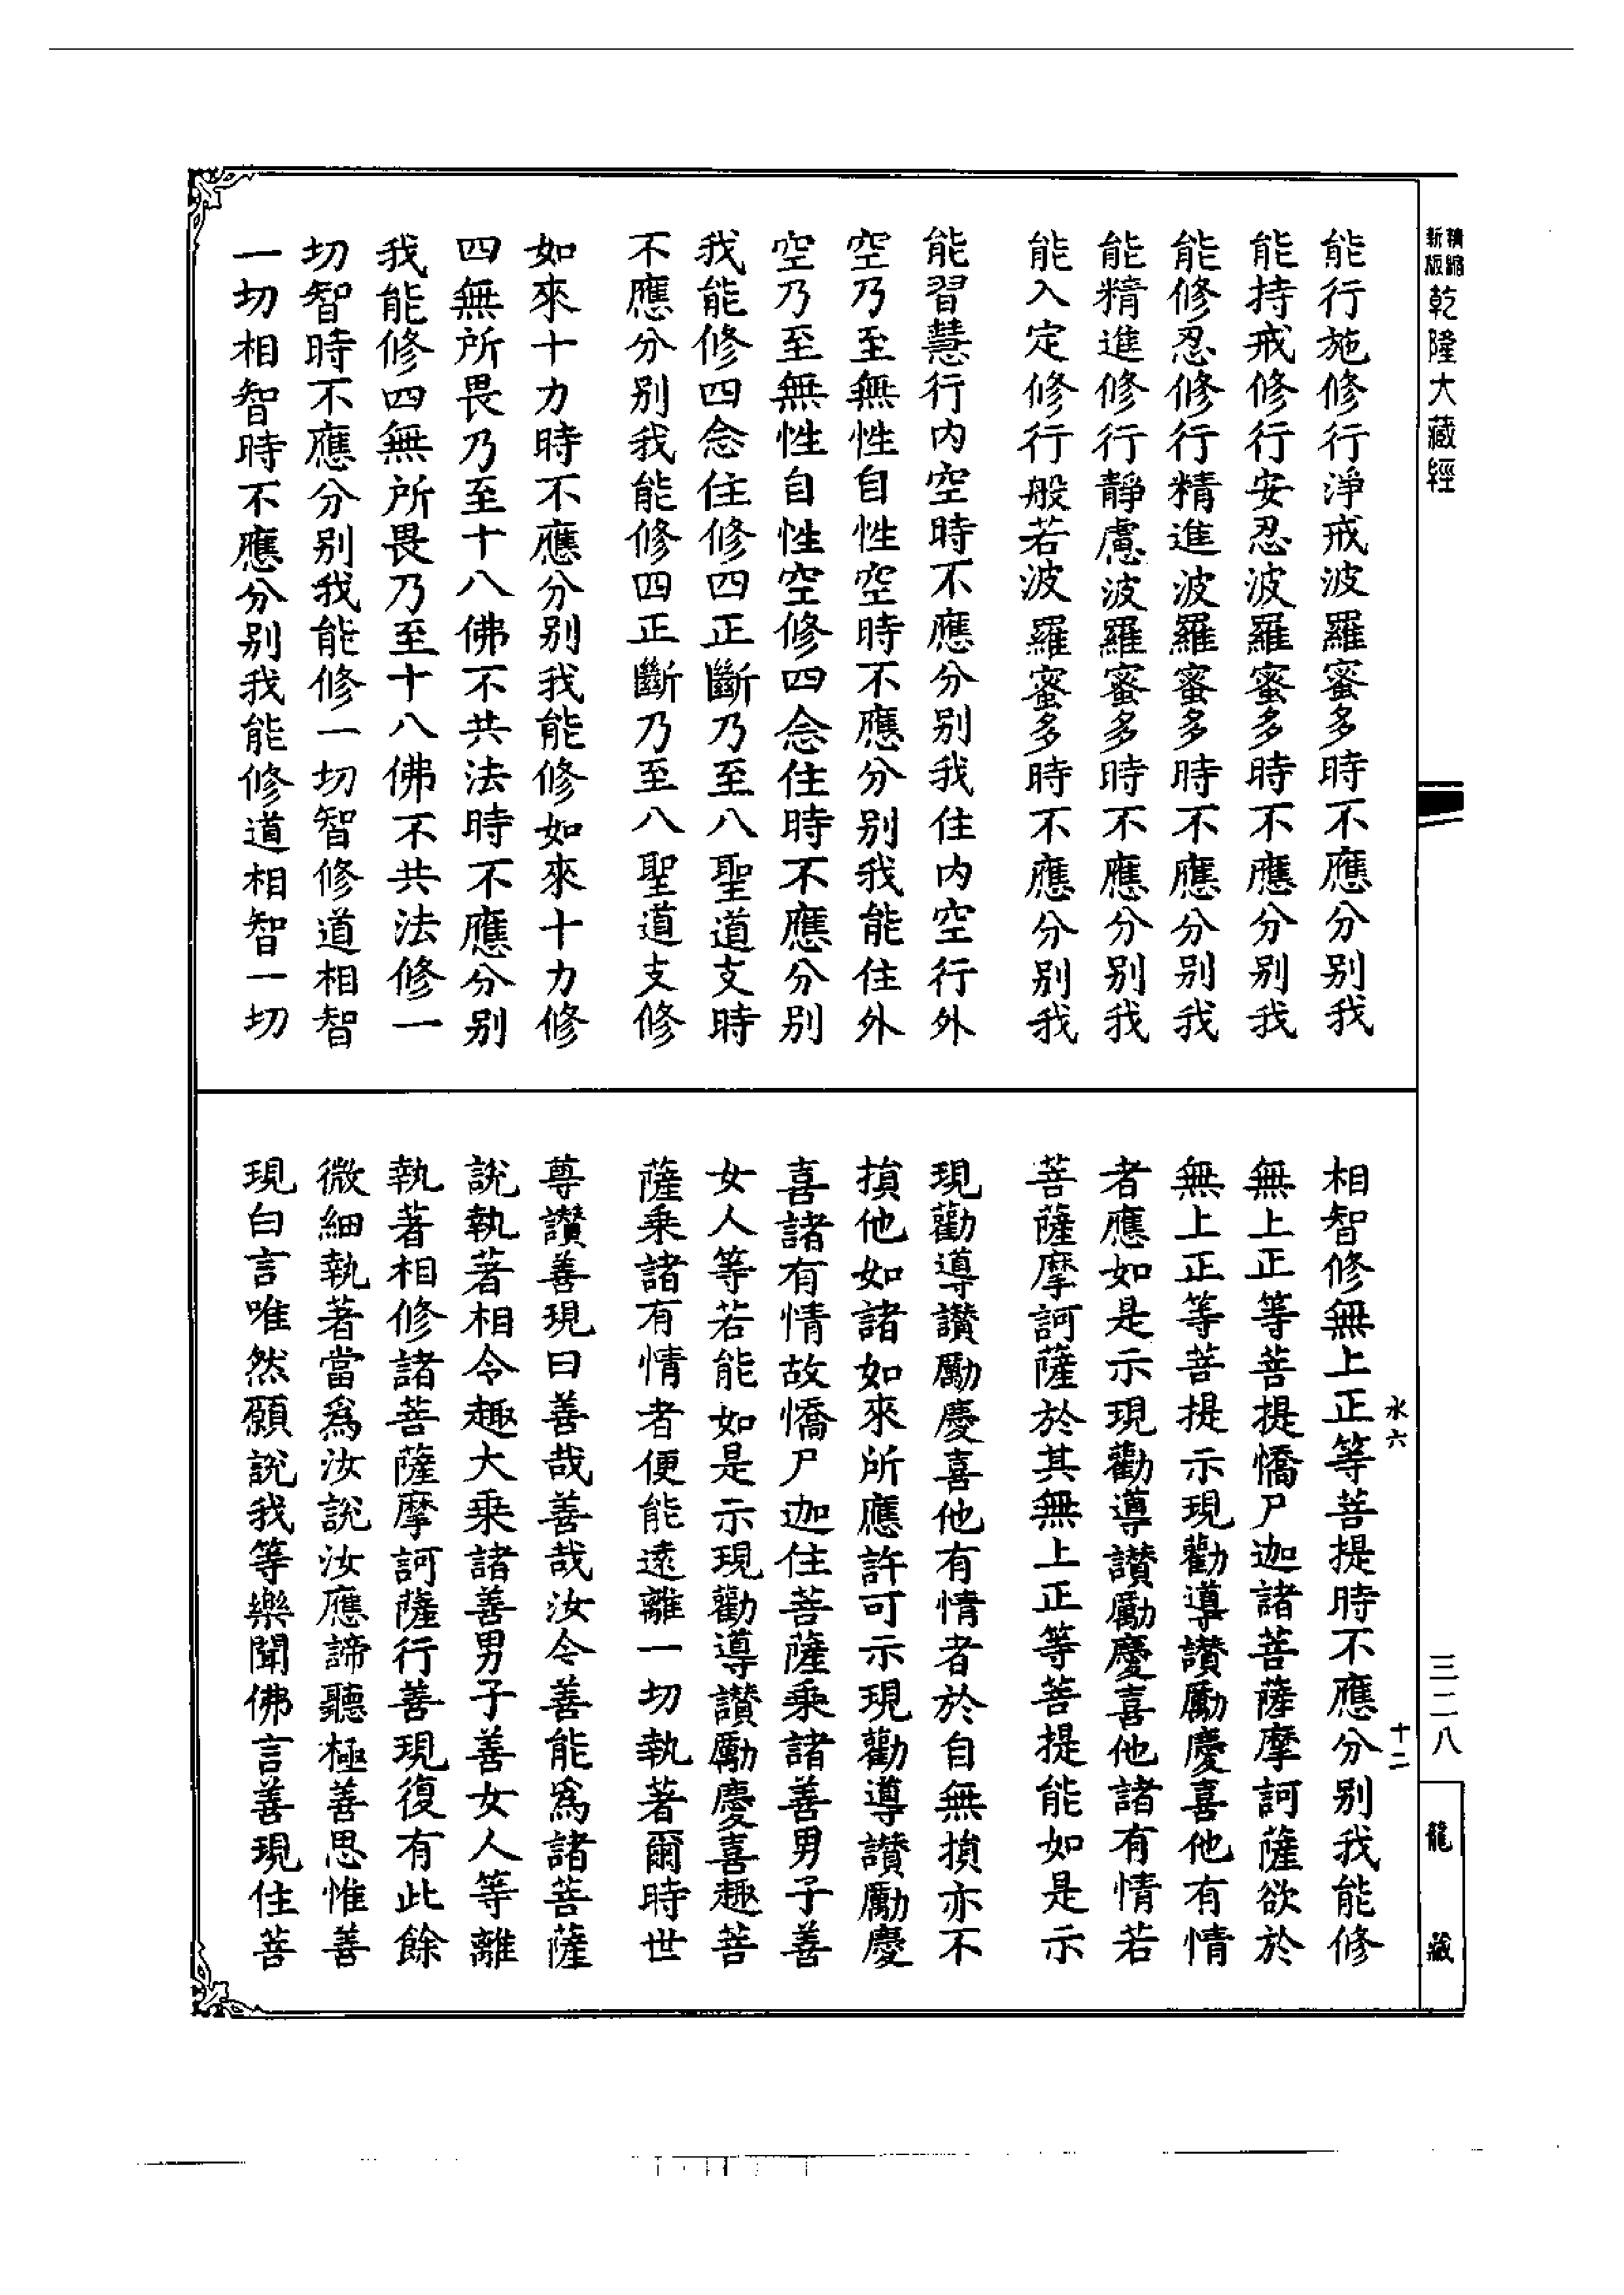 精縮新版乾隆大藏經
能行施修行淨戒波羅蜜多時不應分別我
能持戒修行安忍波羅蜜多時不應分別我
能修忍修行精進波羅蜜多時不應分別我
能精進修行靜慮波羅蜜多時不應分別我
能入定修行般若波羅蜜多時不應分別我
能習慧行內空時不應分別我住內空行外
空乃至無性自性空時不應分別我能住外
空乃至無性自性空修四念住時不應分別
我能修四念住修四正斷乃至八聖道支時
不應分別我能修四正斷乃至八聖道支修
如來十力時不應分別我能修如來十力修
四無所畏乃至十八佛不共法時不應分別
我能修四無所畏乃至十八佛不共法修一
切智時不應分別我能修一切智修道相智
一切相智時不應分別我能修道相智一切
相智修無上正等菩提時不應分別我能修
無上正等菩提憍尸迦諸菩薩摩訶薩欲於
無上正等菩提示現勸導讚勵慶喜他有情
者應如是示現勸導讚勵慶喜他諸有情若
菩薩摩訶薩於其無上正等菩提能如是示
現勸導讚勵慶喜他有情者於自無損亦不
損他如諸如來所應許可示現勸導讚勵慶
喜諸有情故憍尸迦住菩薩乘諸善男子善
女人等若能如是示現勸導讚勵慶喜趣菩
薩乘諸有情者便能遠離一切執著爾時世
尊讚善現曰善哉善哉汝今善能為諸菩薩
說執著相令趣大乘諸善男子善女人等離
執著相修諸菩薩摩訶薩行善現復有此餘
微細執著當為汝說汝應諦聽極善思惟善
現白言唯然願說我等樂聞佛言善現住菩
水六
十二
三二八
龍藏